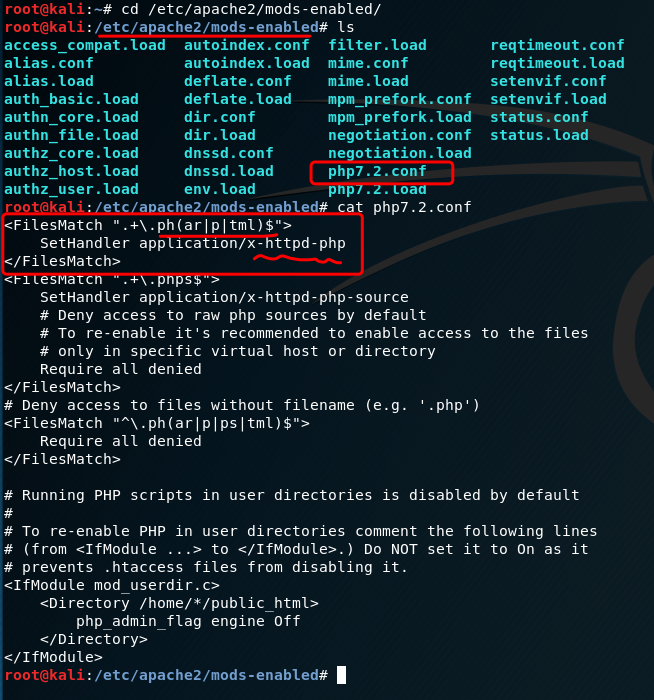 root@kali:~# cd /etc/apache2/mods-enabled/
root@kali:/etc/apache2/mods-enabled# ls
access_compat.load  autoindex.conf  filter.load       reqtimeout.conf
alias.conf          autoindex.load  mime.conf         reqtimeout.load
alias.load          deflate.conf    mime.load         setenvif.conf
auth_basic.load     deflate.load    mpm_prefork.conf  setenvif.load
authn_core.load     dir.conf        mpm_prefork.load  status.conf
authn_file.load     dir.load        negotiation.conf  status.load
authz_core.load     dnssd.conf      negotiation.load
authz_host.load     dnssd.load      php7.2.conf
authz_user.load     env.load        php7.2.load
root@kali:/etc/apache2/mods-enabled# cat php7.2.conf
<FilesMatch ".+\.ph(ar|p|tml)$">
    SetHandler application/x-httpd-php
</FilesMatch>
<FilesMatch ".+\.phps$">
    SetHandler application/x-httpd-php-source
    # Deny access to raw php sources by default
    # To re-enable it's recommended to enable access to the files
    # only in specific virtual host or directory
    Require all denied
</FilesMatch>
# Deny access to files without filename (e.g. '.php')
<FilesMatch "^\.ph(ar|p|ps|tml)$">
    Require all denied
</FilesMatch>

# Running PHP scripts in user directories is disabled by default
#
# To re-enable PHP in user directories comment the following lines
# (from <IfModule ...> to </IfModule>.) Do NOT set it to On as it
# prevents .htaccess files from disabling it.
<IfModule mod_userdir.c>
    <Directory /home/*/public_html>
        php_admin_flag engine Off
    </Directory>
</IfModule>
root@kali:/etc/apache2/mods-enabled#